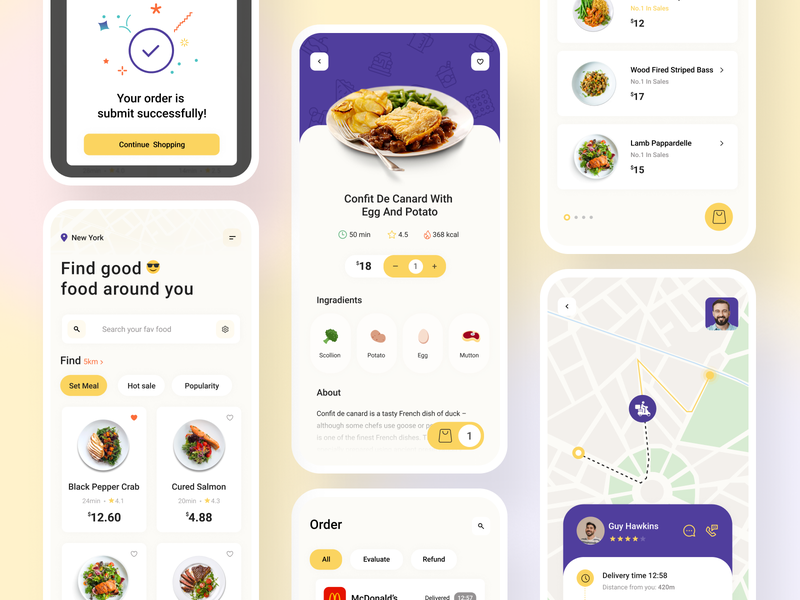 Your order is
submit successfully!
Continue Shopping
New York
Find good 😎
food around you
Search your fav food
Find 5km ›
Set Meal
Hot sale
Popularity
Black Pepper Crab
24min • ★4.1
$12.60
Cured Salmon
20min • ★4.3
$4.88
Confit De Canard With
Egg And Potato
50 min
4.5
368 kcal
$18
− 1 +
Ingredients
Scollion
Potato
Egg
Mutton
About
Confit de canard is a tasty French dish of duck –
although some chefs use goose or
is one of the finest French dishes.
1
Order
All
Evaluate
Refund
McDonald's
Delivered 12:57
No.1 In Sales
$12
Wood Fired Striped Bass
No.1 In Sales
$17
Lamb Pappardelle
No.1 In Sales
$15
Guy Hawkins
Delivery time 12:58
Distance from you: 420m